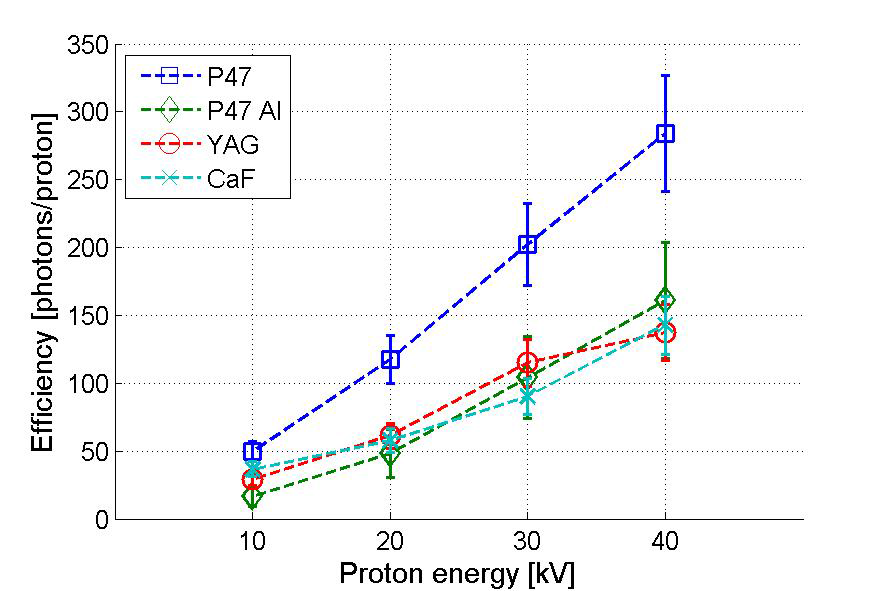 350
300
250
200
150
100
50
0
10 20 30 40
Efficiency [photons/proton]
Proton energy [kV]
P47
P47 Al
YAG
CaF